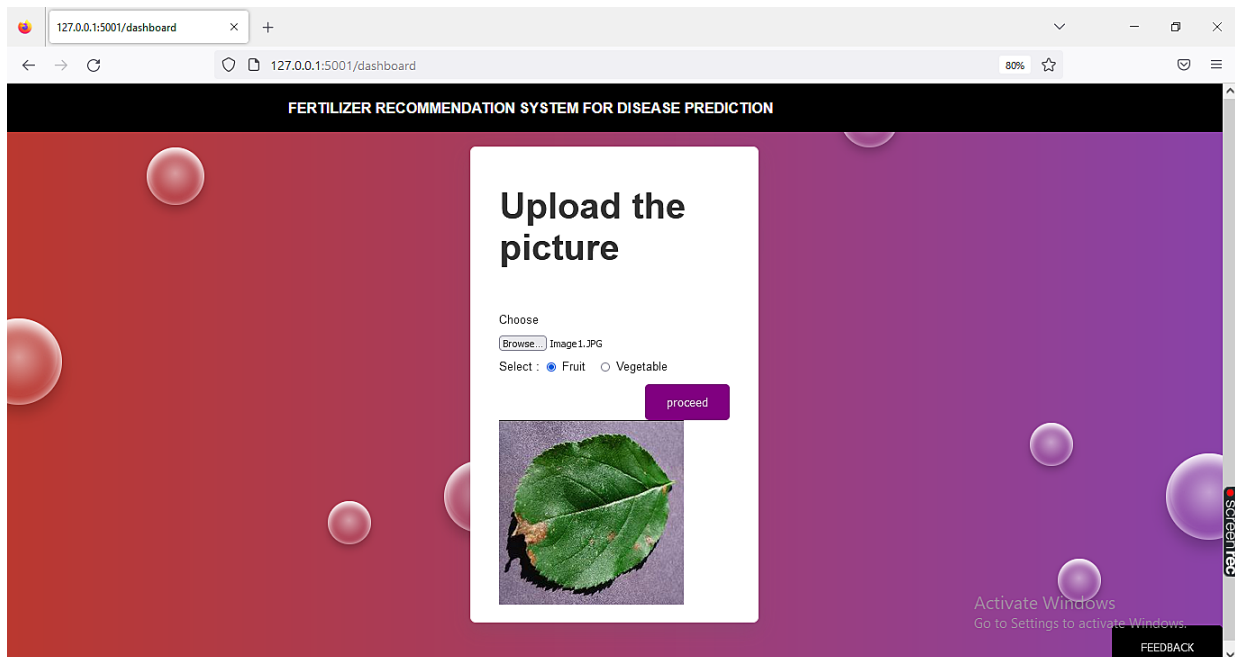 127.0.0.1:5001/dashboard
127.0.0.1:5001/dashboard
80%
FERTILIZER RECOMMENDATION SYSTEM FOR DISEASE PREDICTION
Upload the
picture
Choose
Browse... Image1.JPG
Select : Fruit Vegetable
proceed
screenrec
Activate Windows
Go to Settings to activate Windows.
FEEDBACK